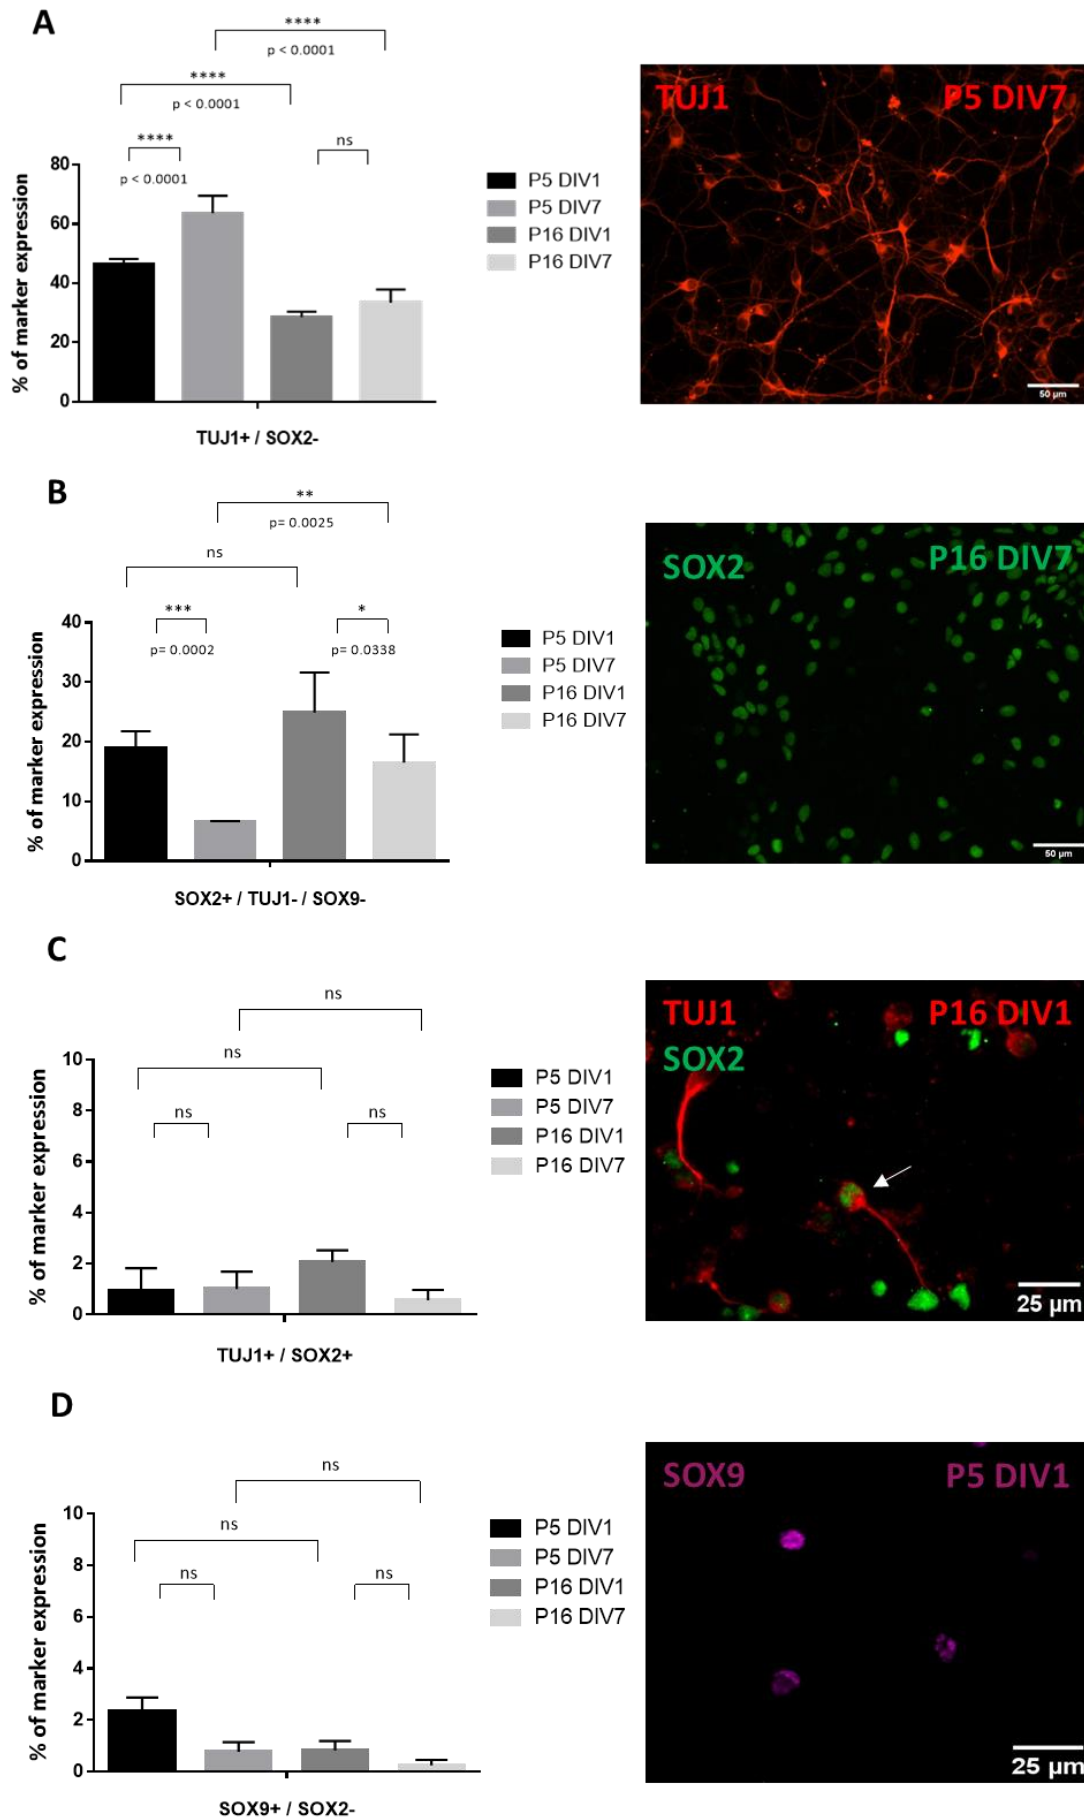 A
****
p < 0.0001
****
p < 0.0001
****
p < 0.0001
ns
80
60
40
20
0
% of marker expression
TUJ1+ / SOX2-
P5 DIV1
P5 DIV7
P16 DIV1
P16 DIV7
TUJ1 P5 DIV7
50 µm
B
**
p= 0.0025
ns
***
p= 0.0002
*
p= 0.0338
40
30
20
10
0
% of marker expression
SOX2+ / TUJ1- / SOX9-
P5 DIV1
P5 DIV7
P16 DIV1
P16 DIV7
SOX2 P16 DIV7
50 µm
C
ns
ns
ns
ns
10
8
6
4
2
0
% of marker expression
TUJ1+ / SOX2+
P5 DIV1
P5 DIV7
P16 DIV1
P16 DIV7
TUJ1 P16 DIV1
SOX2
25 µm
D
ns
ns
ns
ns
10
8
6
4
2
0
% of marker expression
SOX9+ / SOX2-
P5 DIV1
P5 DIV7
P16 DIV1
P16 DIV7
SOX9 P5 DIV1
25 µm